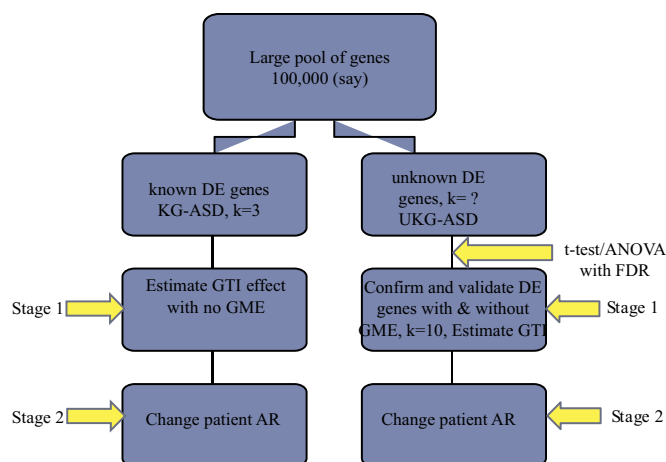 Large pool of genes
100,000 (say)
known DE genes
KG-ASD, k=3
unknown DE
genes, k= ?
UKG-ASD
t-test/ANOVA
with FDR
Stage 1
Estimate GTI effect
with no GME
Confirm and validate DE
genes with & without
GME, k=10, Estimate GTI
Stage 1
Stage 2
Change patient AR
Change patient AR
Stage 2